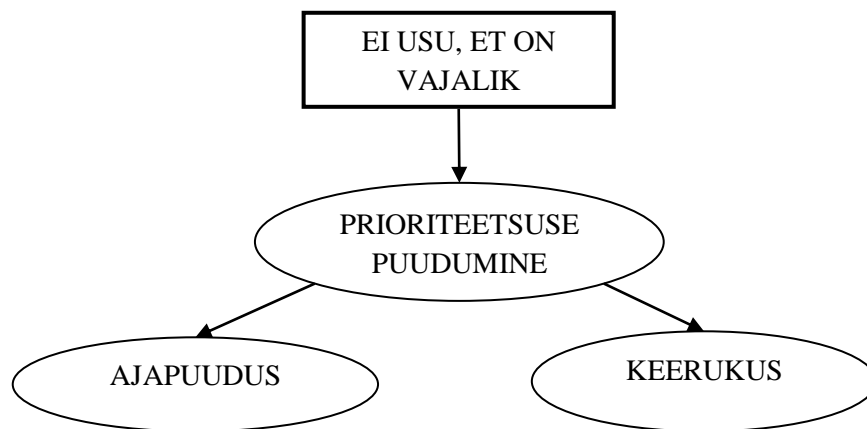 EI USU, ET ON
VAJALIK
PRIORITEETSUSE
PUUDUMINE
AJAPUUDUS
KEERUKUS